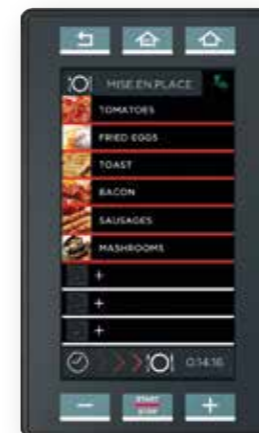 MISE EN PLACE
TOMATOES
FRIED EGGS
TOAST
BACON
SAUSAGES
MASHROOMS
+
+
+
0:14:16
− START STOP +